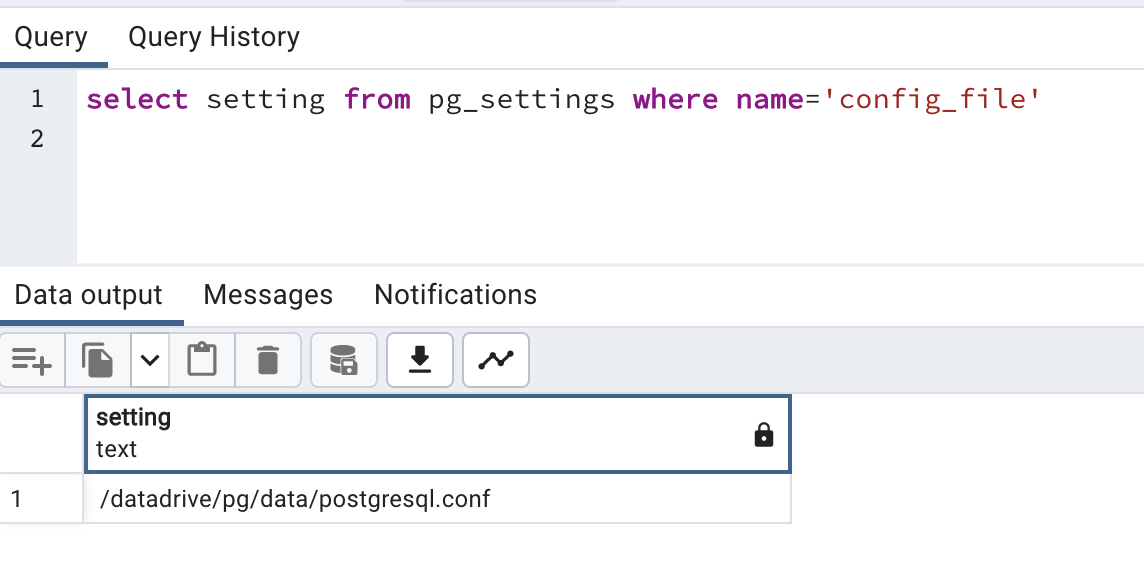 Query Query History
1 select setting from pg_settings where name='config_file'
2
Data output Messages Notifications
setting
text
1 /datadrive/pg/data/postgresql.conf